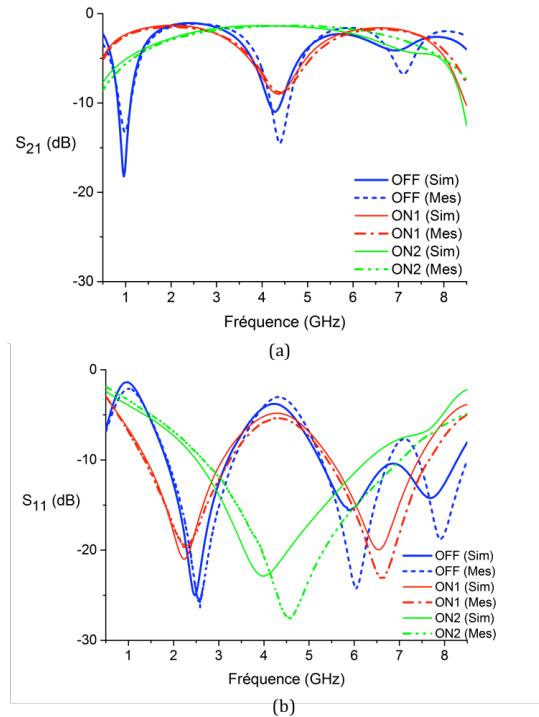 0
-10
-20
-30
S21 (dB)
OFF (Sim)
OFF (Mes)
ON1 (Sim)
ON1 (Mes)
ON2 (Sim)
ON2 (Mes)
1 2 3 4 5 6 7 8
Fréquence (GHz)
(a)
0
-10
-20
-30
S11 (dB)
OFF (Sim)
OFF (Mes)
ON1 (Sim)
ON1 (Mes)
ON2 (Sim)
ON2 (Mes)
1 2 3 4 5 6 7 8
Fréquence (GHz)
(b)